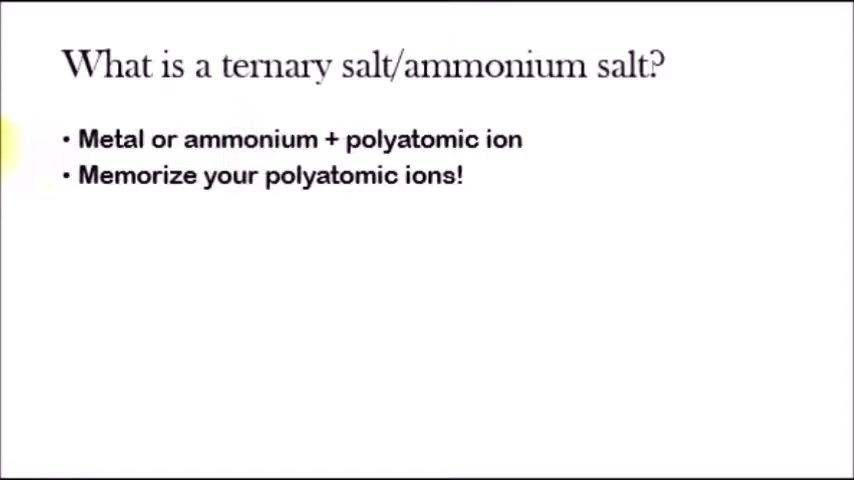 What is a ternary salt/ammonium salt?
• Metal or ammonium + polyatomic ion
• Memorize your polyatomic ions!